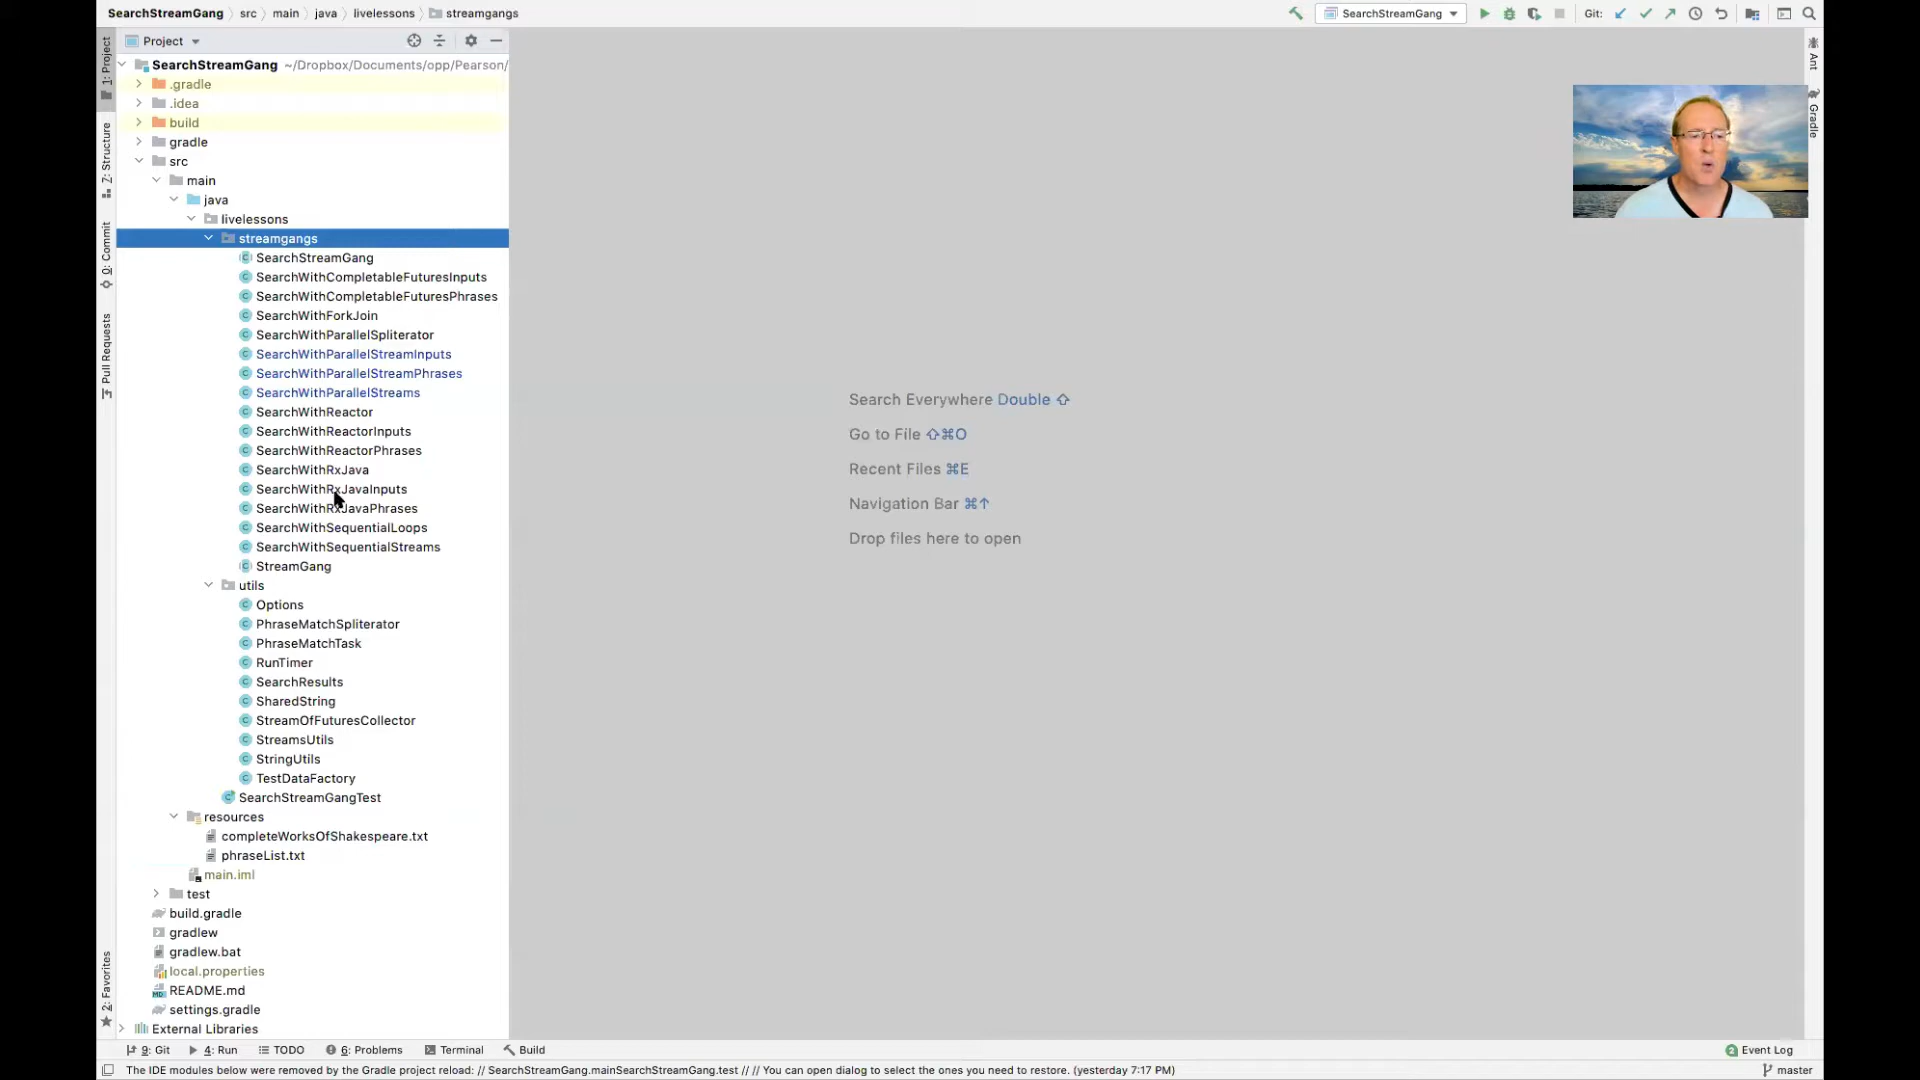 SearchStreamGang src main java livelessons streamgangs
SearchStreamGang
Git:
Project
1: Project
Z: Structure
0: Commit
Pull Requests
2: Favorites
SearchStreamGang ~/Dropbox/Documents/opp/Pearson/
.gradle
.idea
build
gradle
src
main
java
livelessons
streamgangs
SearchStreamGang
SearchWithCompletableFuturesInputs
SearchWithCompletableFuturesPhrases
SearchWithForkJoin
SearchWithParallelSpliterator
SearchWithParallelStreamInputs
SearchWithParallelStreamPhrases
SearchWithParallelStreams
SearchWithReactor
SearchWithReactorInputs
SearchWithReactorPhrases
SearchWithRxJava
SearchWithRxJavaInputs
SearchWithRxJavaPhrases
SearchWithSequentialLoops
SearchWithSequentialStreams
StreamGang
utils
Options
PhraseMatchSpliterator
PhraseMatchTask
RunTimer
SearchResults
SharedString
StreamOfFuturesCollector
StreamsUtils
StringUtils
TestDataFactory
SearchStreamGangTest
resources
completeWorksOfShakespeare.txt
phraseList.txt
main.iml
test
build.gradle
gradlew
gradlew.bat
local.properties
README.md
settings.gradle
External Libraries
Search Everywhere Double ⇧
Go to File ⇧⌘O
Recent Files ⌘E
Navigation Bar ⌘↑
Drop files here to open
Ant
Gradle
9: Git 4: Run TODO 6: Problems Terminal Build
2 Event Log
The IDE modules below were removed by the Gradle project reload: // SearchStreamGang.mainSearchStreamGang.test // // You can open dialog to select the ones you need to restore. (yesterday 7:17 PM)
master